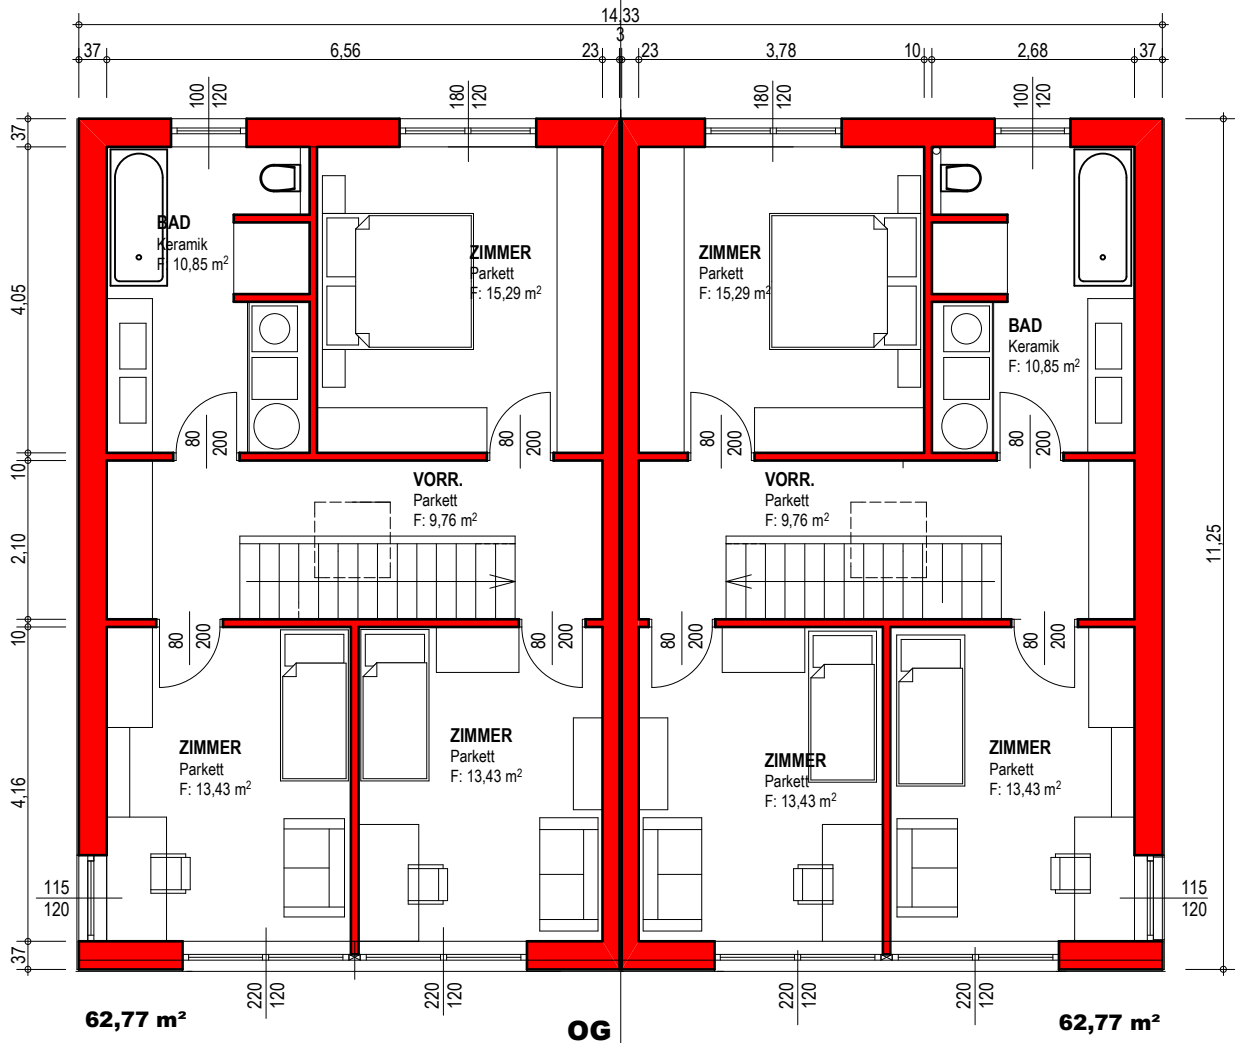 14,33
3
37
6,56
23
23
3,78
10
2,68
37
100
120
180
120
180
120
100
120
37
4,05
10
2,10
10
4,16
37
11,25
BAD
Keramik
F: 10,85 m²
ZIMMER
Parkett
F: 15,29 m²
ZIMMER
Parkett
F: 15,29 m²
BAD
Keramik
F: 10,85 m²
80
200
80
200
80
200
80
200
VORR.
Parkett
F: 9,76 m²
VORR.
Parkett
F: 9,76 m²
80
200
80
200
80
200
80
200
ZIMMER
Parkett
F: 13,43 m²
ZIMMER
Parkett
F: 13,43 m²
ZIMMER
Parkett
F: 13,43 m²
ZIMMER
Parkett
F: 13,43 m²
115
120
115
120
220
120
220
120
220
120
220
120
62,77 m²
OG
62,77 m²